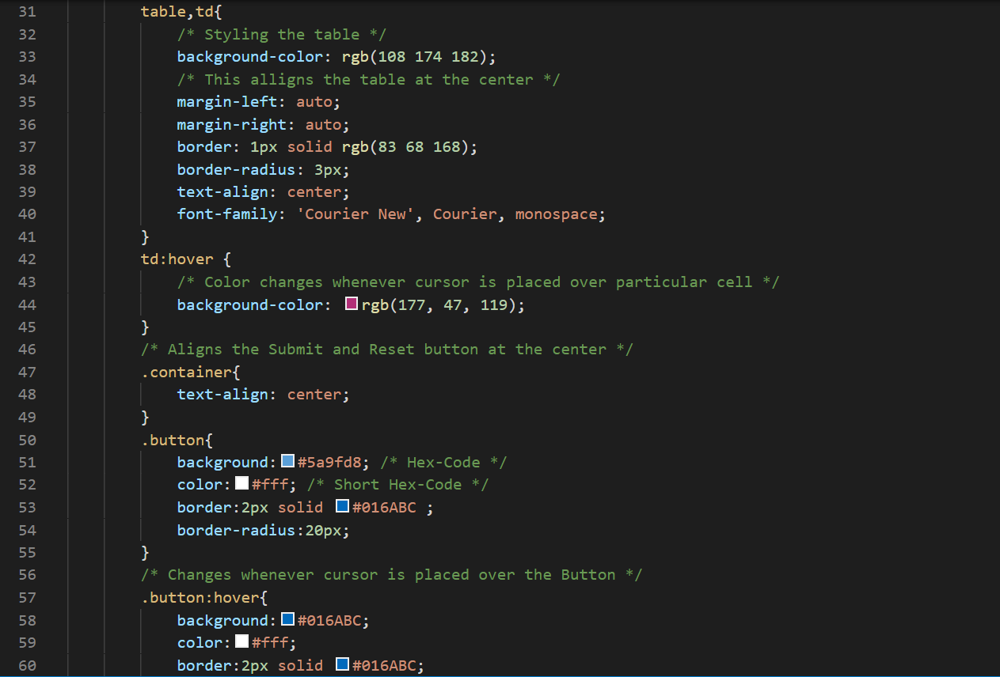 31 table,td{
32 /* Styling the table */
33 background-color: rgb(108 174 182);
34 /* This alligns the table at the center */
35 margin-left: auto;
36 margin-right: auto;
37 border: 1px solid rgb(83 68 168);
38 border-radius: 3px;
39 text-align: center;
40 font-family: 'Courier New', Courier, monospace;
41 }
42 td:hover {
43 /* Color changes whenever cursor is placed over particular cell */
44 background-color: rgb(177, 47, 119);
45 }
46 /* Aligns the Submit and Reset button at the center */
47 .container{
48 text-align: center;
49 }
50 .button{
51 background: #5a9fd8; /* Hex-Code */
52 color: #fff; /* Short Hex-Code */
53 border:2px solid #016ABC ;
54 border-radius:20px;
55 }
56 /* Changes whenever cursor is placed over the Button */
57 .button:hover{
58 background: #016ABC;
59 color: #fff;
60 border:2px solid #016ABC;